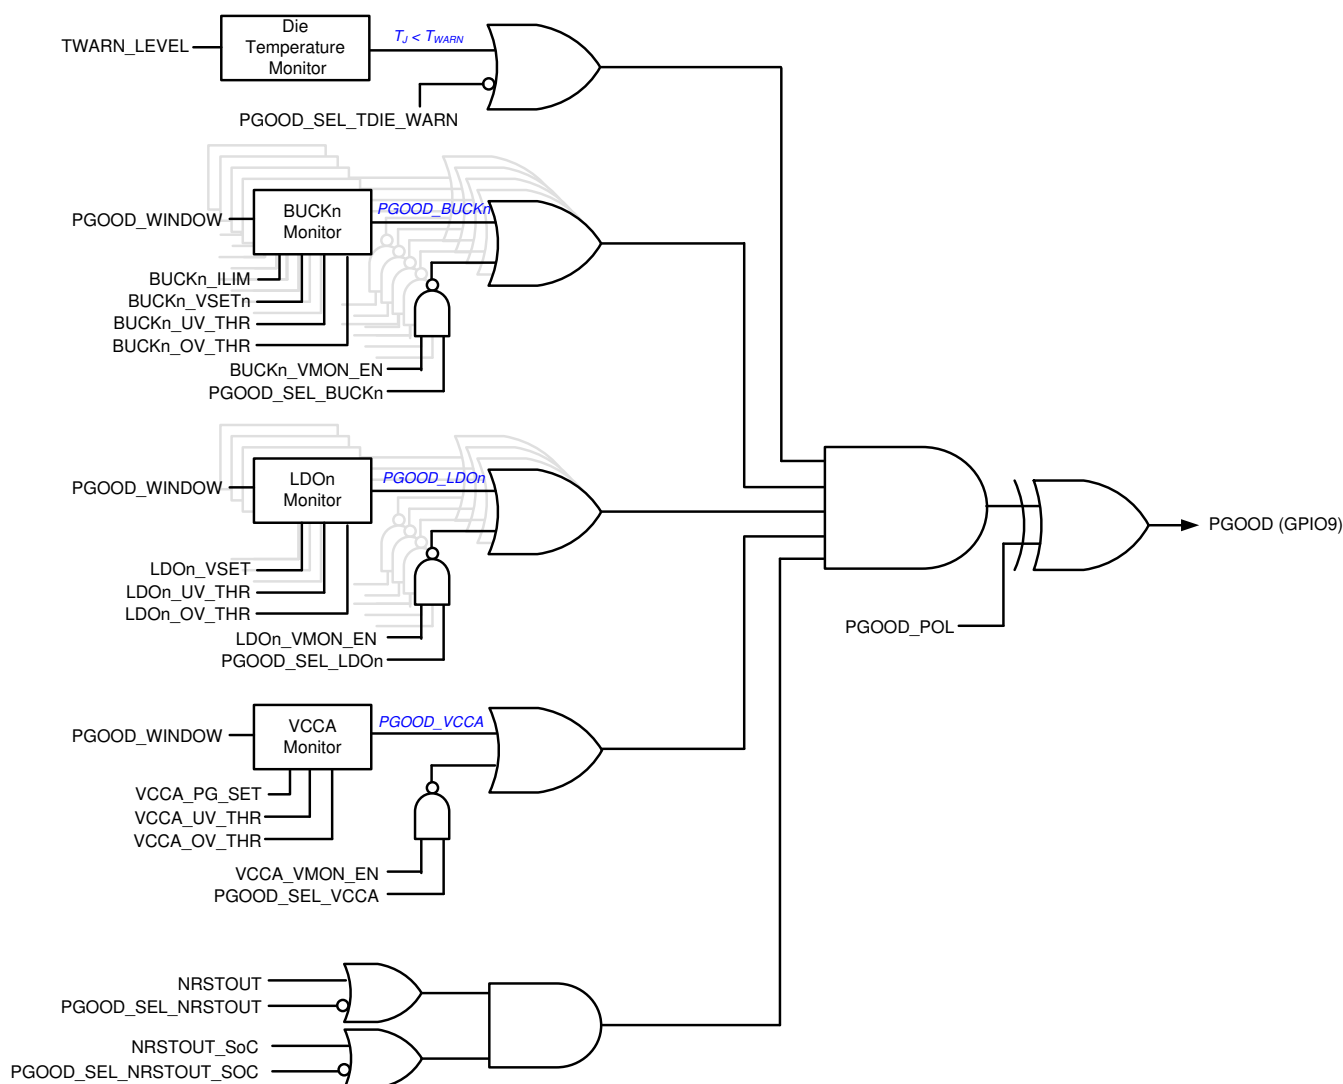 TWARN_LEVEL
Die
Temperature
Monitor
TJ < TWARN
PGOOD_SEL_TDIE_WARN
PGOOD_WINDOW
BUCKn
Monitor
PGOOD_BUCKn
BUCKn_ILIM
BUCKn_VSETn
BUCKn_UV_THR
BUCKn_OV_THR
BUCKn_VMON_EN
PGOOD_SEL_BUCKn
PGOOD_WINDOW
LDOn
Monitor
PGOOD_LDOn
LDOn_VSET
LDOn_UV_THR
LDOn_OV_THR
LDOn_VMON_EN
PGOOD_SEL_LDOn
PGOOD (GPIO9)
PGOOD_POL
PGOOD_WINDOW
VCCA
Monitor
PGOOD_VCCA
VCCA_PG_SET
VCCA_UV_THR
VCCA_OV_THR
VCCA_VMON_EN
PGOOD_SEL_VCCA
NRSTOUT
PGOOD_SEL_NRSTOUT
NRSTOUT_SoC
PGOOD_SEL_NRSTOUT_SOC